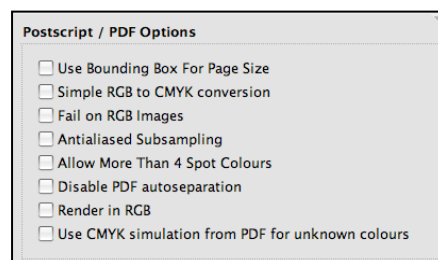 Postscript / PDF Options
Use Bounding Box For Page Size
Simple RGB to CMYK conversion
Fail on RGB Images
Antialiased Subsampling
Allow More Than 4 Spot Colours
Disable PDF autoseparation
Render in RGB
Use CMYK simulation from PDF for unknown colours